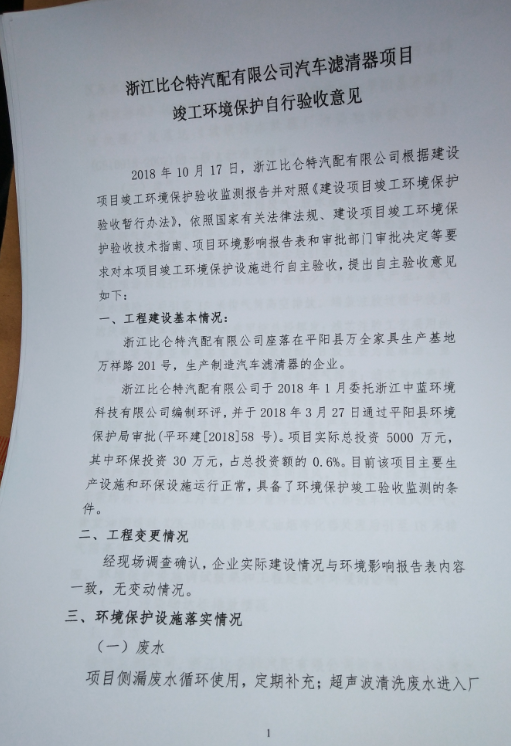 浙江比仑特汽配有限公司汽车滤清器项目
竣工环境保护自行验收意见
2018 年 10 月 17 日，浙江比仑特汽配有限公司根据建设
项目竣工环境保护验收监测报告并对照《建设项目竣工环境保护
验收暂行办法》，依照国家有关法律法规、建设项目竣工环境保
护验收技术指南、项目环境影响报告表和审批部门审批决定等要
求对本项目竣工环境保护设施进行自主验收，提出自主验收意见
如下：
一、工程建设基本情况：
浙江比仑特汽配有限公司座落在平阳县万全家具生产基地
万祥路 201 号，生产制造汽车滤清器的企业。
浙江比仑特汽配有限公司于 2018 年 1 月委托浙江中蓝环境
科技有限公司编制环评，并于 2018 年 3 月 27 日通过平阳县环境
保护局审批(平环建[2018]58 号)。项目实际总投资 5000 万元，
其中环保投资 30 万元，占总投资额的 0.6%。目前该项目主要生
产设施和环保设施运行正常，具备了环境保护竣工验收监测的条
件。
二、工程变更情况
经现场调查确认，企业实际建设情况与环境影响报告表内容
一致，无变动情况。
三、环境保护设施落实情况
（一）废水
项目侧漏废水循环使用，定期补充；超声波清洗废水进入厂
1